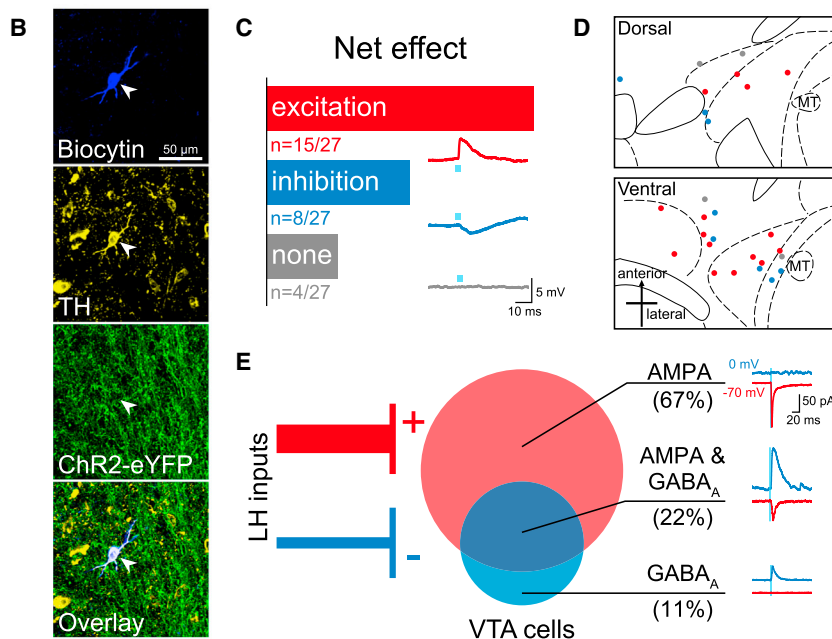 B
Biocytin
50 µm
TH
ChR2-eYFP
Overlay
C
Net effect
excitation
n=15/27
inhibition
n=8/27
none
n=4/27
5 mV
10 ms
D
Dorsal
MT
Ventral
MT
anterior
lateral
E
LH inputs
+
-
VTA cells
AMPA
(67%)
AMPA &
GABAA
(22%)
GABAA
(11%)
0 mV
-70 mV
50 pA
20 ms